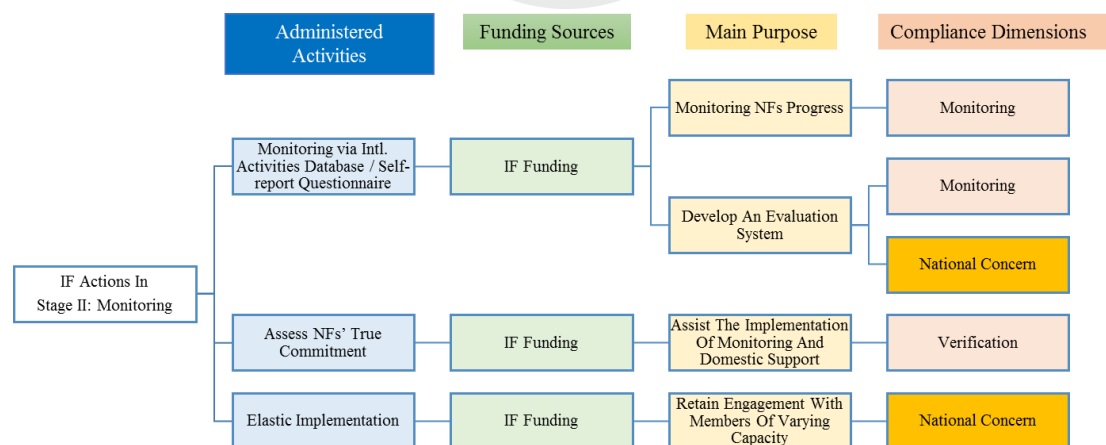 Administered
Activities
Funding Sources
Main Purpose
Compliance Dimensions
Monitoring NFs Progress
Monitoring
Monitoring via Intl.
Activities Database / Self-
report Questionnaire
IF Funding
Monitoring
Develop An Evaluation
System
National Concern
IF Actions In
Stage II: Monitoring
Assess NFs’ True
Commitment
IF Funding
Assist The Implementation
Of Monitoring And
Domestic Support
Verification
Elastic Implementation
IF Funding
Retain Engagement With
Members Of Varying
Capacity
National Concern